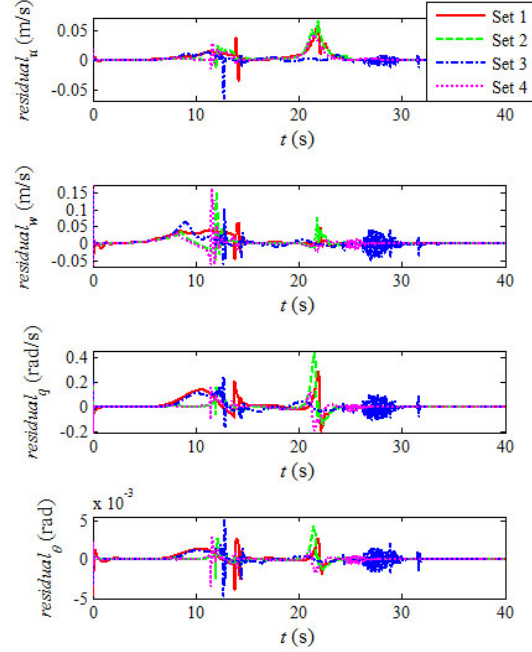 Set 1
Set 2
Set 3
Set 4
residual_u (m/s)
0.05
0
-0.05
0 10 20 30 40
t (s)
residual_w (m/s)
0.15
0.1
0.05
0
-0.05
0 10 20 30 40
t (s)
residual_q (rad/s)
0.4
0.2
0
-0.2
0 10 20 30 40
t (s)
x 10^-3
residual_θ (rad)
5
0
-5
0 10 20 30 40
t (s)